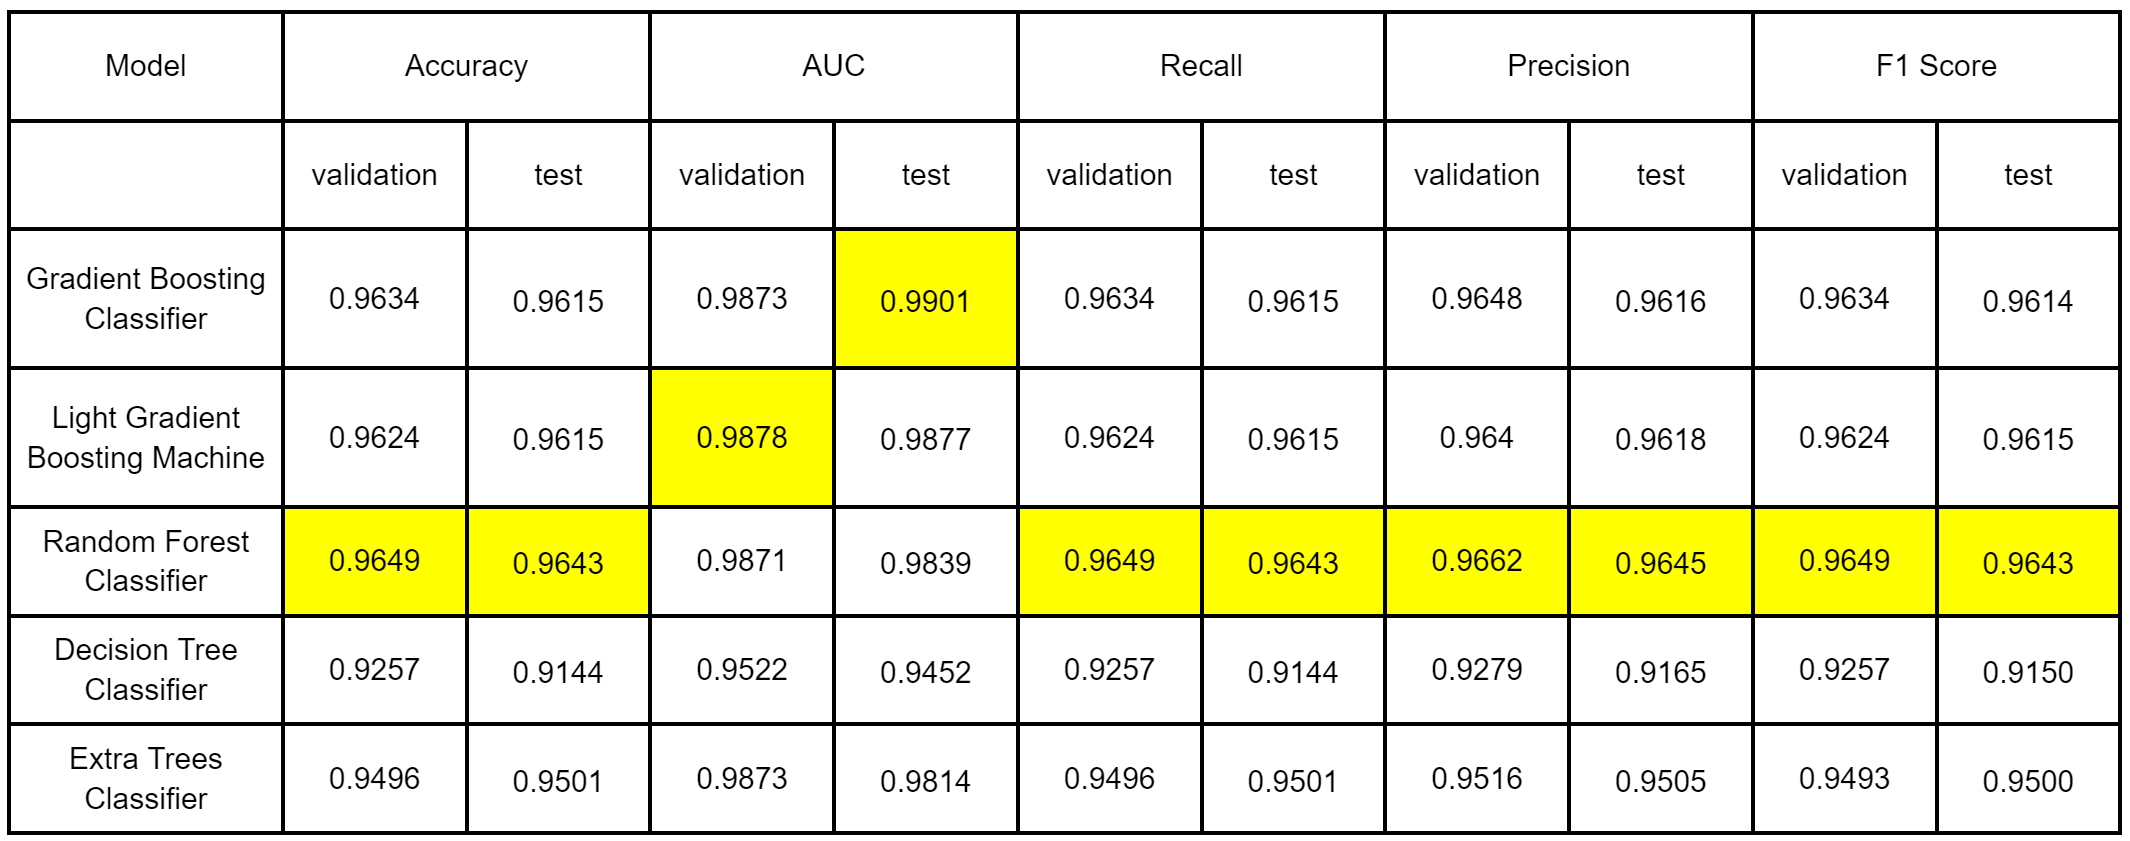 Model Accuracy AUC Recall Precision F1 Score
validation test validation test validation test validation test validation test
Gradient Boosting
Classifier
0.9634 0.9615 0.9873 0.9901 0.9634 0.9615 0.9648 0.9616 0.9634 0.9614
Light Gradient
Boosting Machine
0.9624 0.9615 0.9878 0.9877 0.9624 0.9615 0.964 0.9618 0.9624 0.9615
Random Forest
Classifier
0.9649 0.9643 0.9871 0.9839 0.9649 0.9643 0.9662 0.9645 0.9649 0.9643
Decision Tree
Classifier
0.9257 0.9144 0.9522 0.9452 0.9257 0.9144 0.9279 0.9165 0.9257 0.9150
Extra Trees
Classifier
0.9496 0.9501 0.9873 0.9814 0.9496 0.9501 0.9516 0.9505 0.9493 0.9500